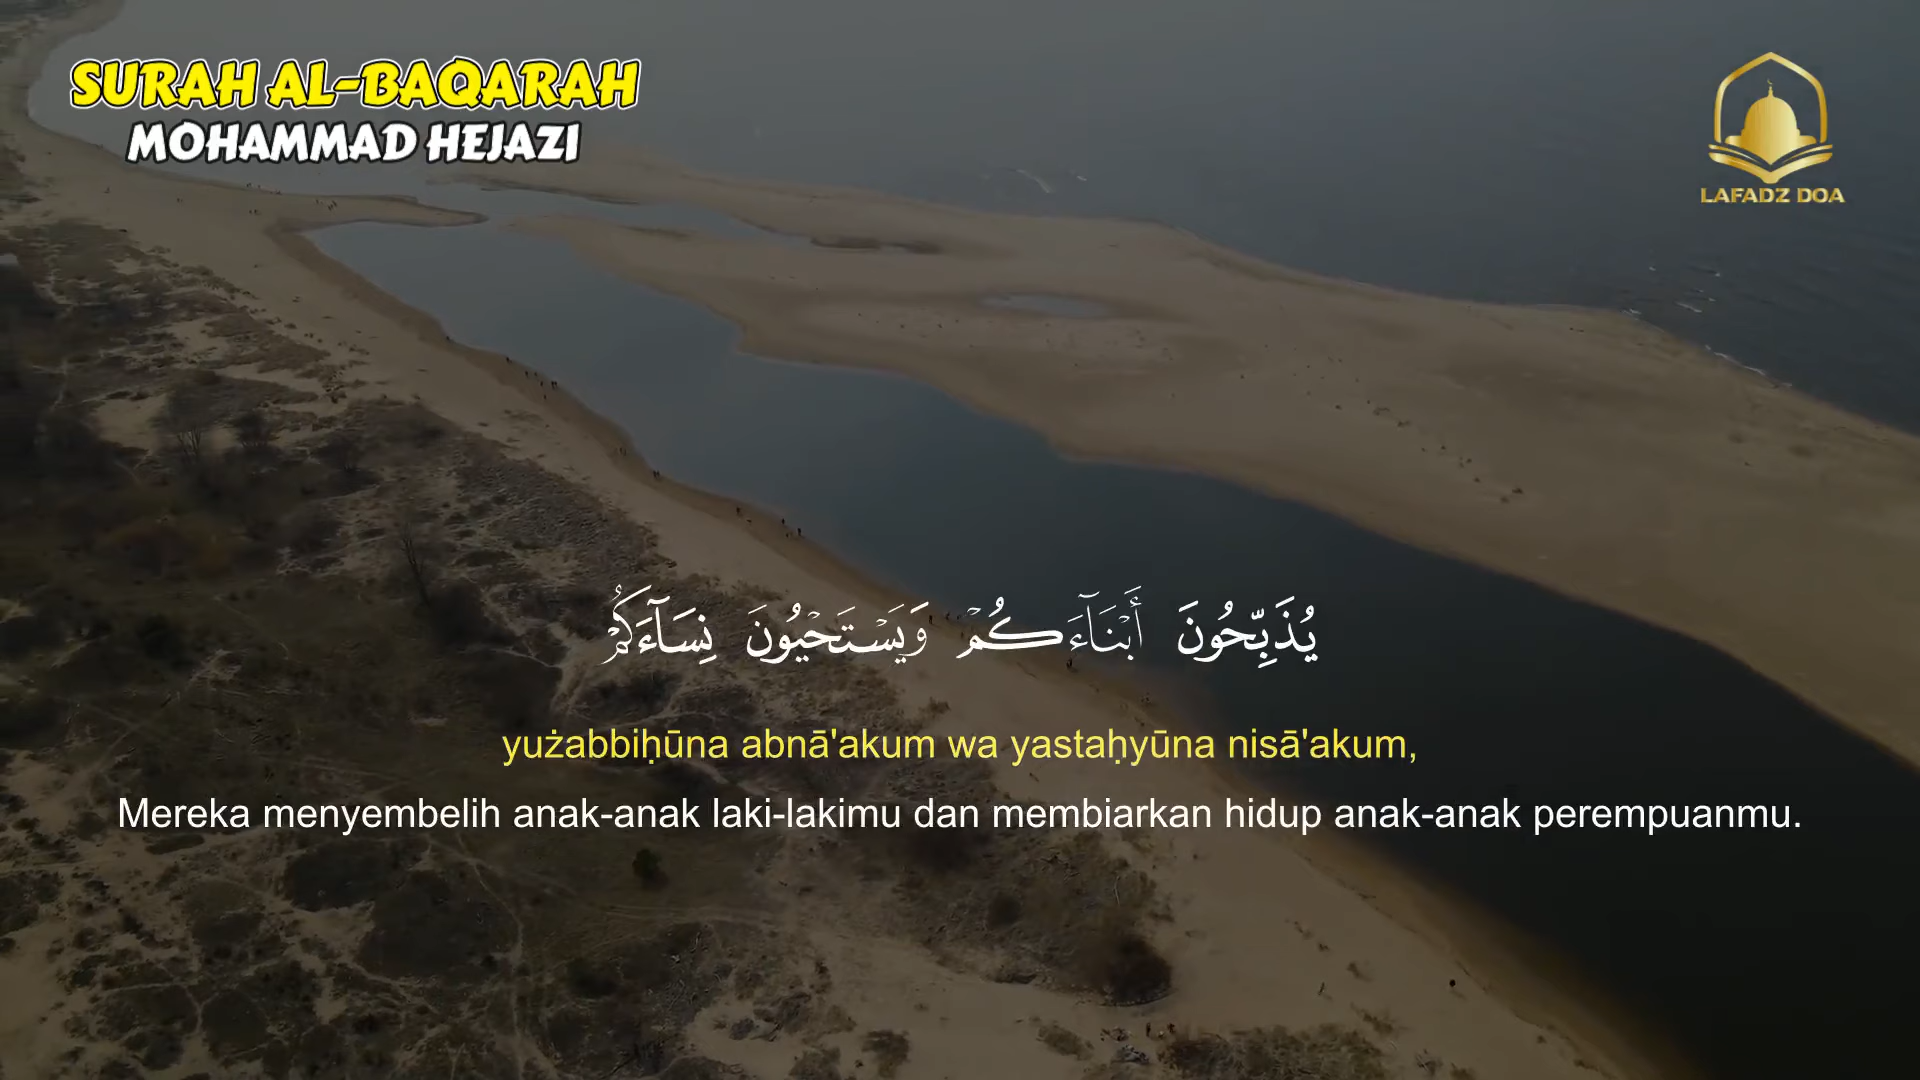 SURAH AL-BAQARAH
MOHAMMAD HEJAZI
LAFADZ DOA
يُذَبِّحُونَ أَبْنَآءَكُمْ وَيَسْتَحْيُونَ نِسَآءَكُمْ
yużabbiḥūna abnā'akum wa yastaḥyūna nisā'akum,
Mereka menyembelih anak-anak laki-lakimu dan membiarkan hidup anak-anak perempuanmu.